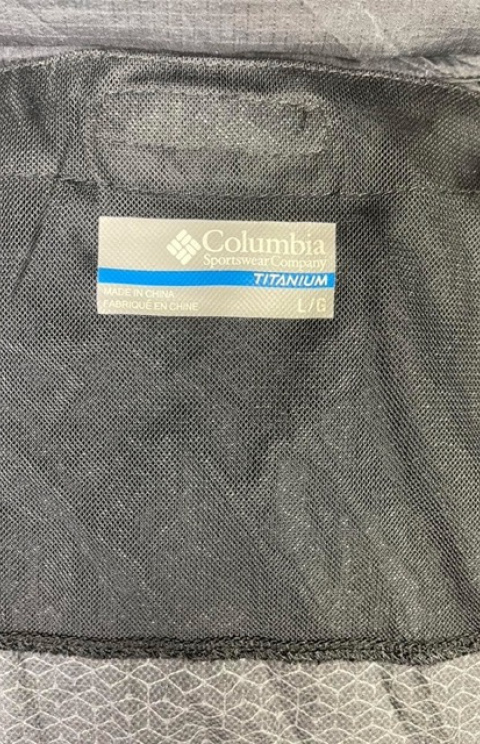 Columbia
Sportswear Company
TITANIUM
MADE IN CHINA
FABRIQUÉ EN CHINE
L/G